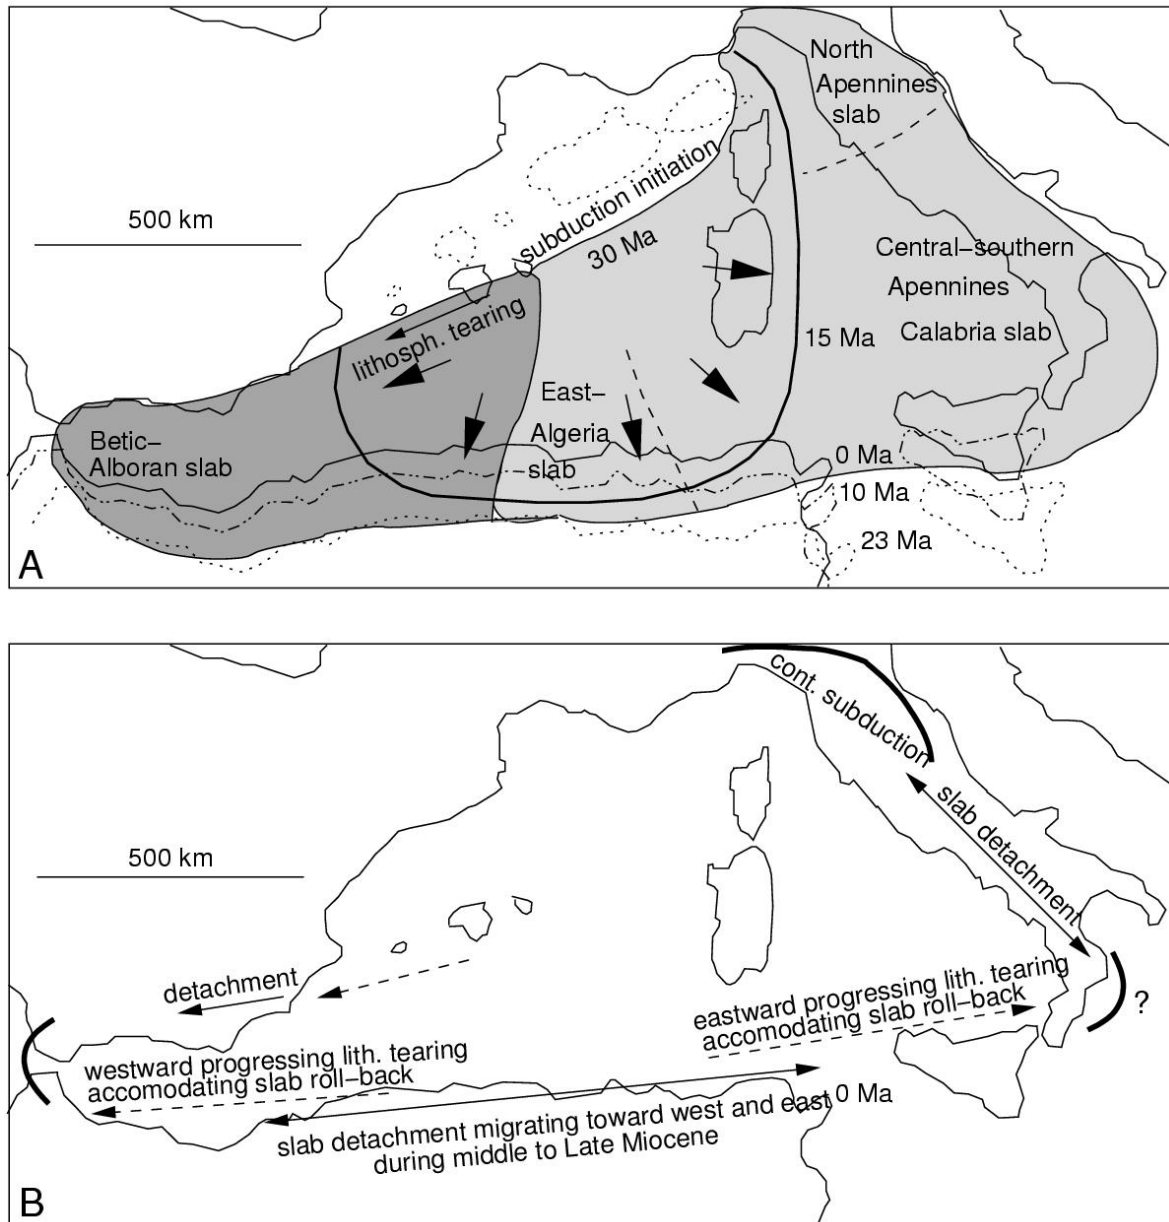 North
Apennines
slab
500 km
subduction initiation
30 Ma
Central–southern
Apennines
Calabria slab
lithosph. tearing
15 Ma
East–
Algeria
slab
Betic–
Alboran slab
0 Ma
10 Ma
23 Ma
A
cont. subduction
slab detachment
500 km
detachment
eastward progressing lith. tearing
accomodating slab roll–back
?
westward progressing lith. tearing
accomodating slab roll–back
0 Ma
slab detachment migrating toward west and east
during middle to Late Miocene
B